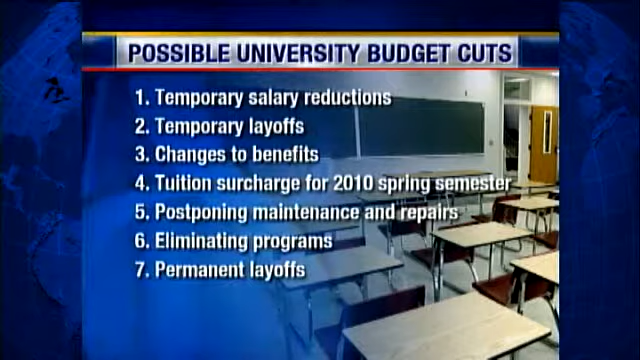 POSSIBLE UNIVERSITY BUDGET CUTS
1. Temporary salary reductions
2. Temporary layoffs
3. Changes to benefits
4. Tuition surcharge for 2010 spring semester
5. Postponing maintenance and repairs
6. Eliminating programs
7. Permanent layoffs